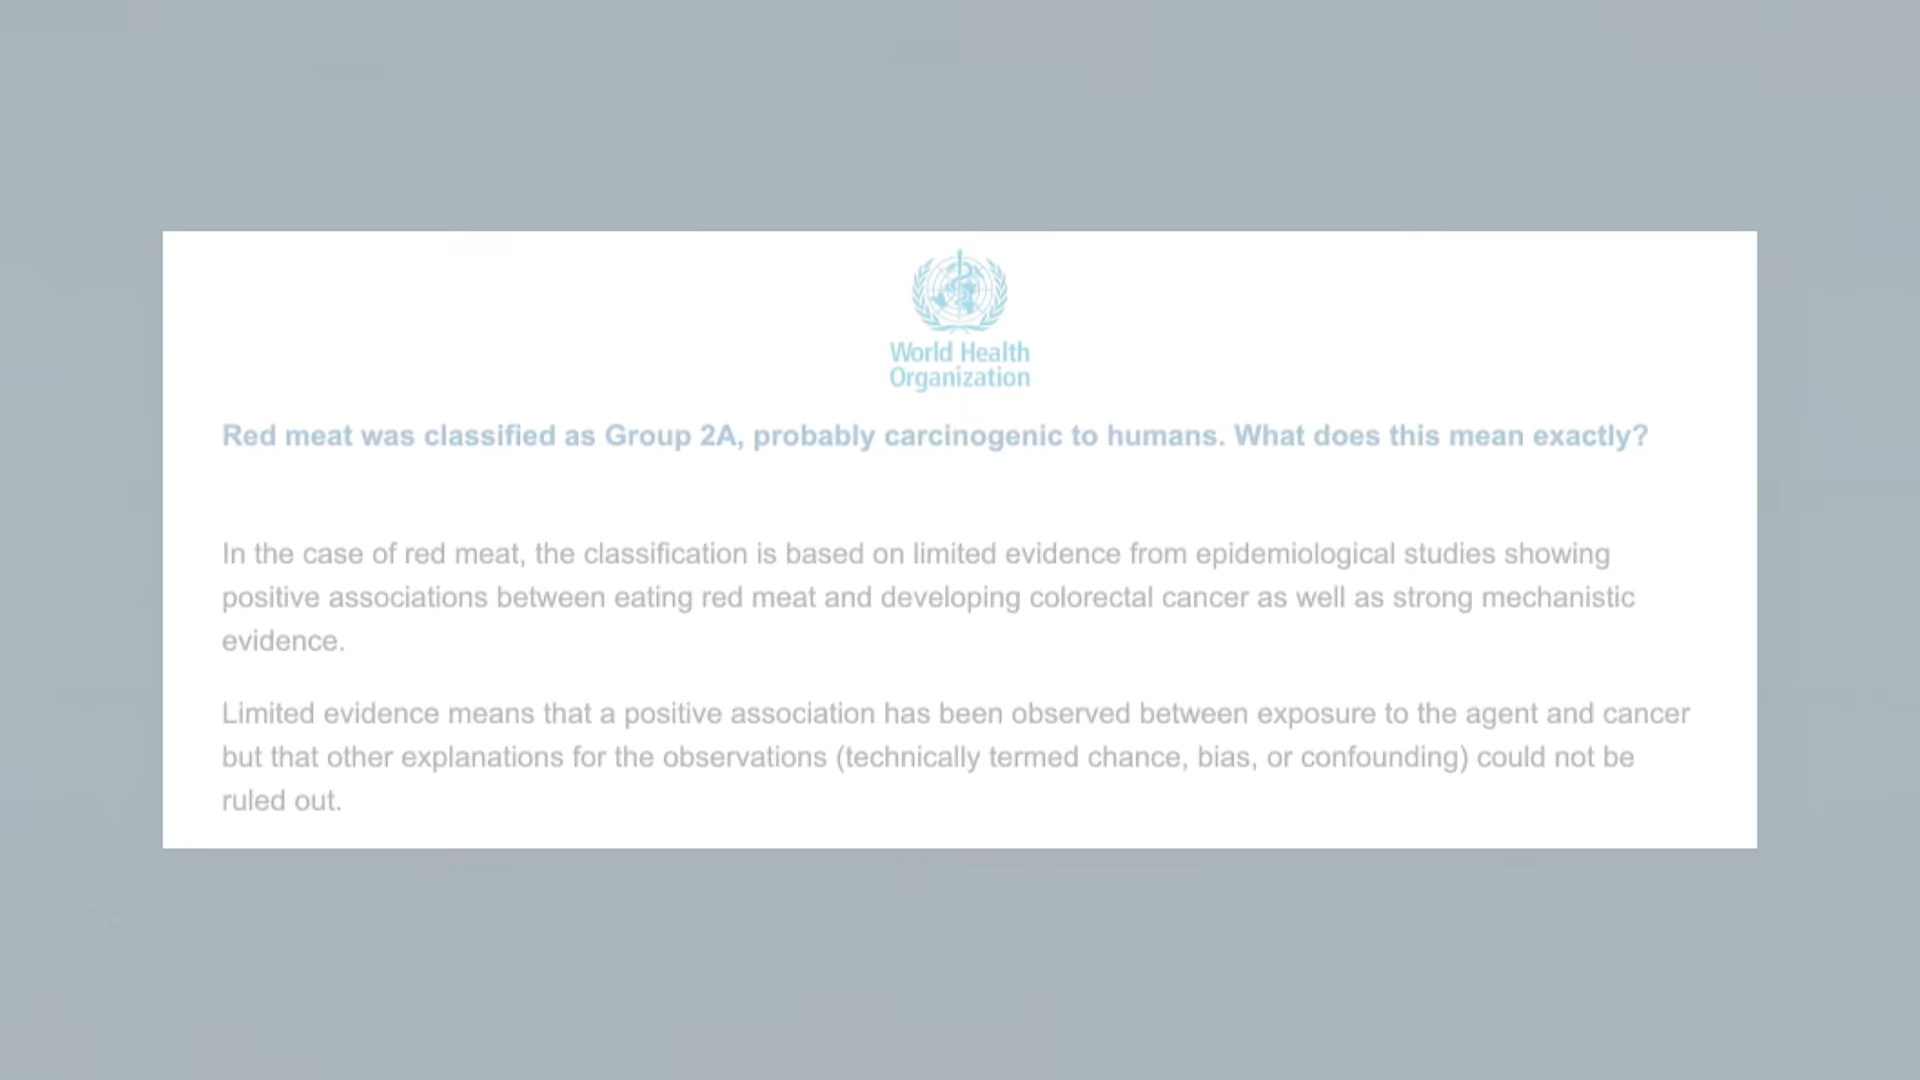 World Health
Organization
Red meat was classified as Group 2A, probably carcinogenic to humans. What does this mean exactly?
In the case of red meat, the classification is based on limited evidence from epidemiological studies showing
positive associations between eating red meat and developing colorectal cancer as well as strong mechanistic
evidence.
Limited evidence means that a positive association has been observed between exposure to the agent and cancer
but that other explanations for the observations (technically termed chance, bias, or confounding) could not be
ruled out.